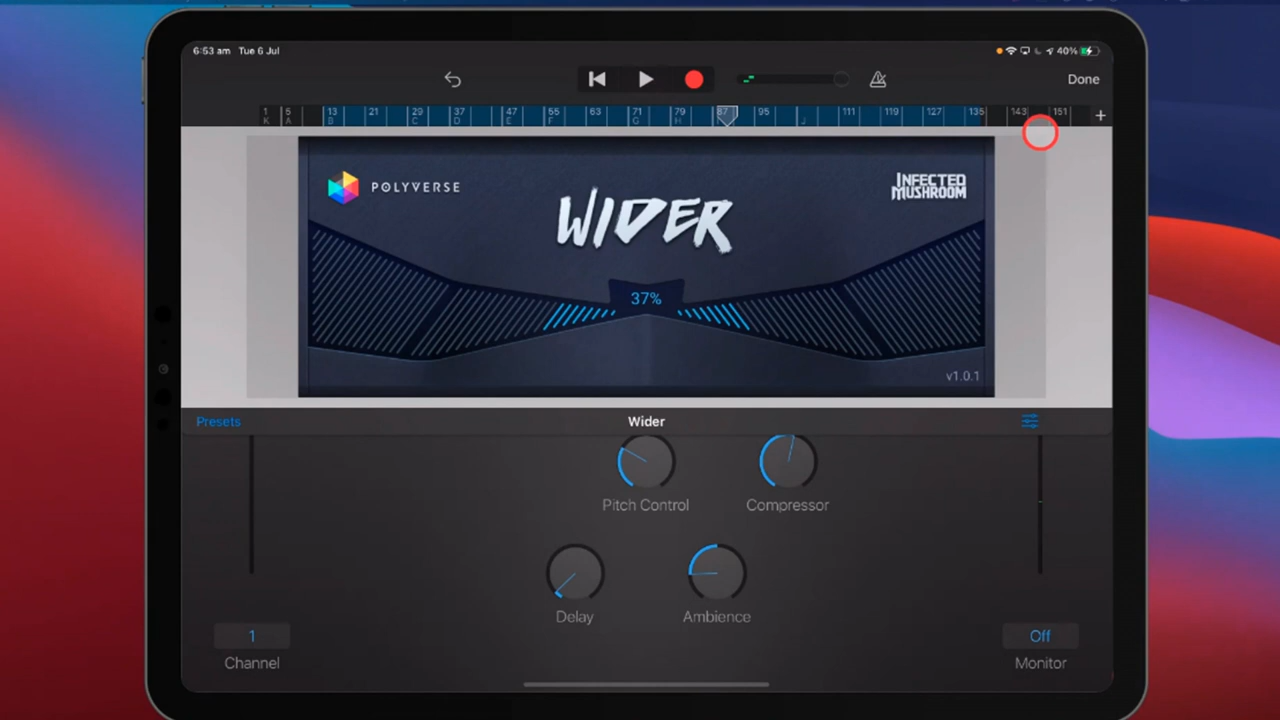 6:53 am Tue 6 Jul
40%
Done
1 5 13 21 29 37 47 55 63 71 79 87 95 111 119 127 135 143 151 +
K A B C D E F G H J
POLYVERSE
INFECTED
MUSHROOM
WIDER
37%
v1.0.1
Presets
Wider
Pitch Control
Compressor
Delay
Ambience
1
Off
Channel
Monitor